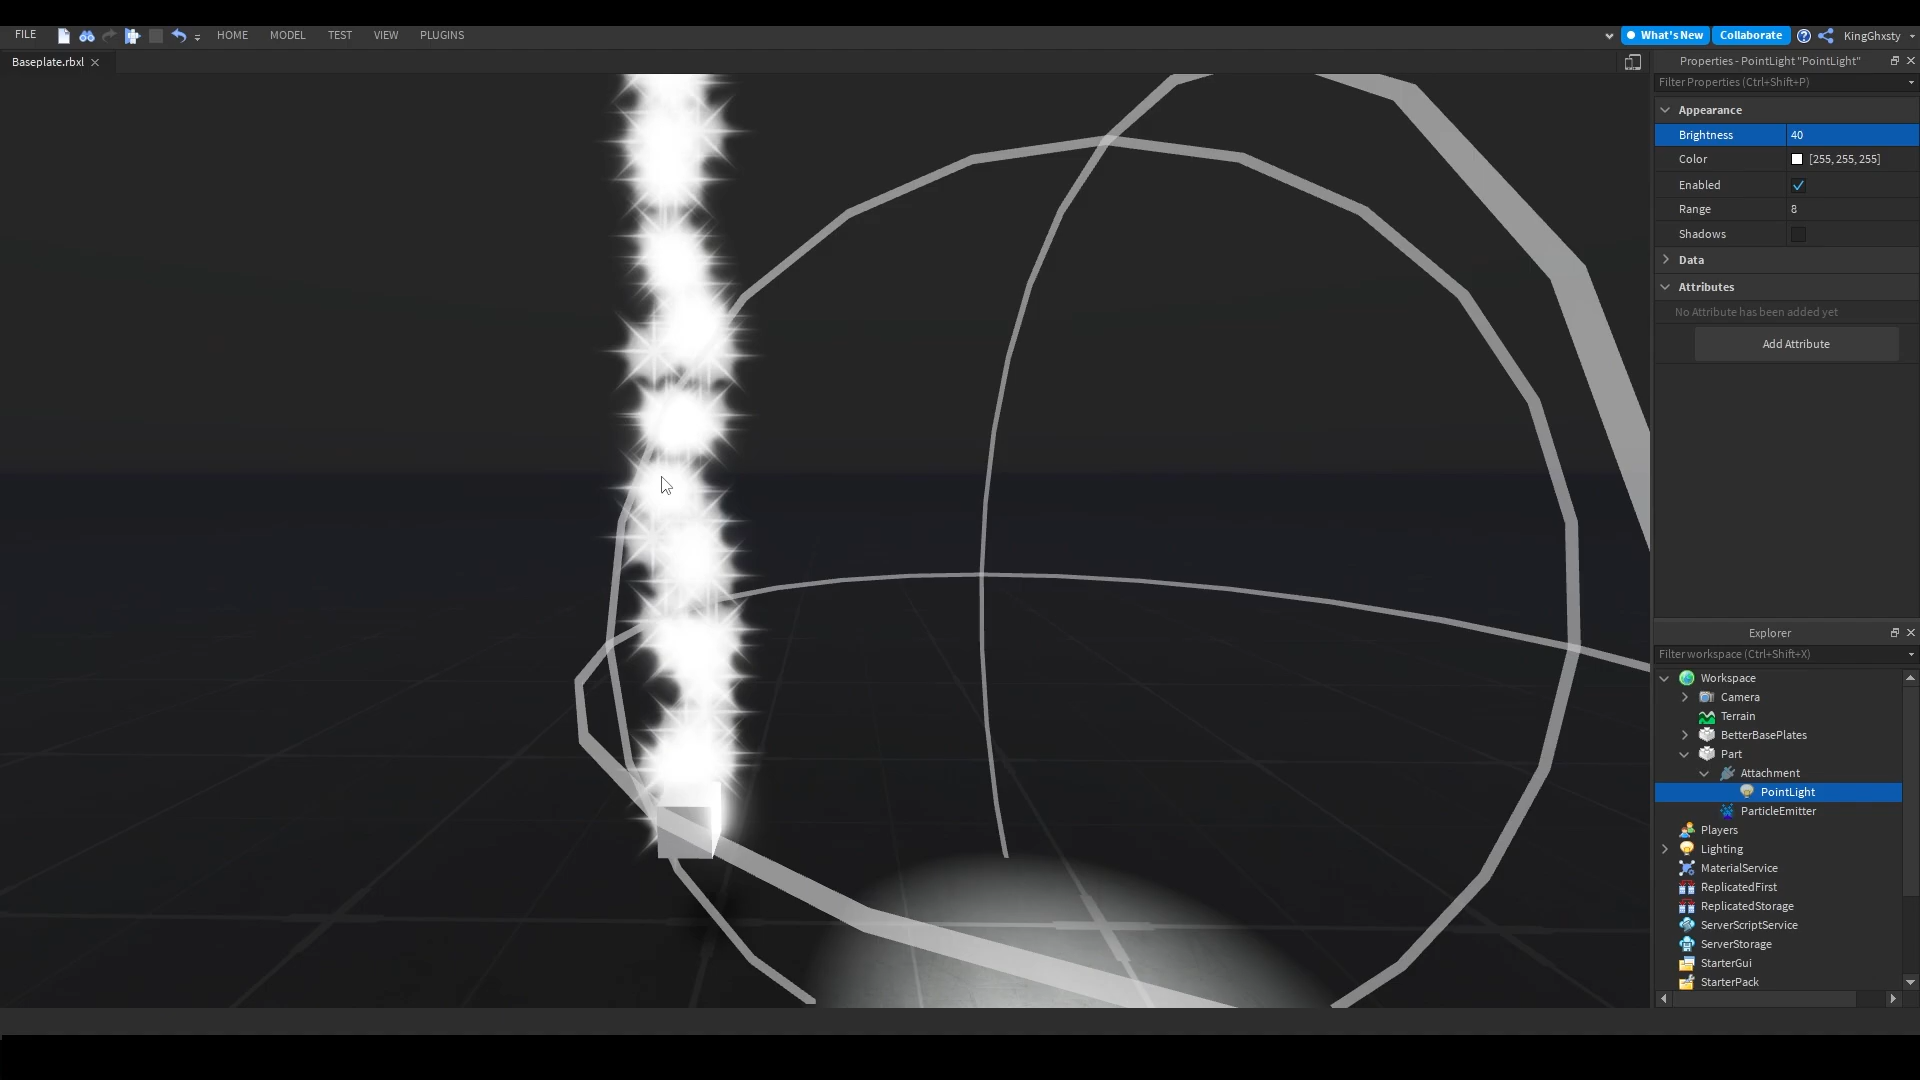 FILE HOME MODEL TEST VIEW PLUGINS What's New Collaborate KingGhxsty
Baseplate.rbxl
Properties - PointLight "PointLight"
Filter Properties (Ctrl+Shift+P)
Appearance
Brightness 40
Color [255, 255, 255]
Enabled
Range 8
Shadows
Data
Attributes
No Attribute has been added yet
Add Attribute
Explorer
Filter workspace (Ctrl+Shift+X)
Workspace
Camera
Terrain
BetterBasePlates
Part
Attachment
PointLight
ParticleEmitter
Players
Lighting
MaterialService
ReplicatedFirst
ReplicatedStorage
ServerScriptService
ServerStorage
StarterGui
StarterPack